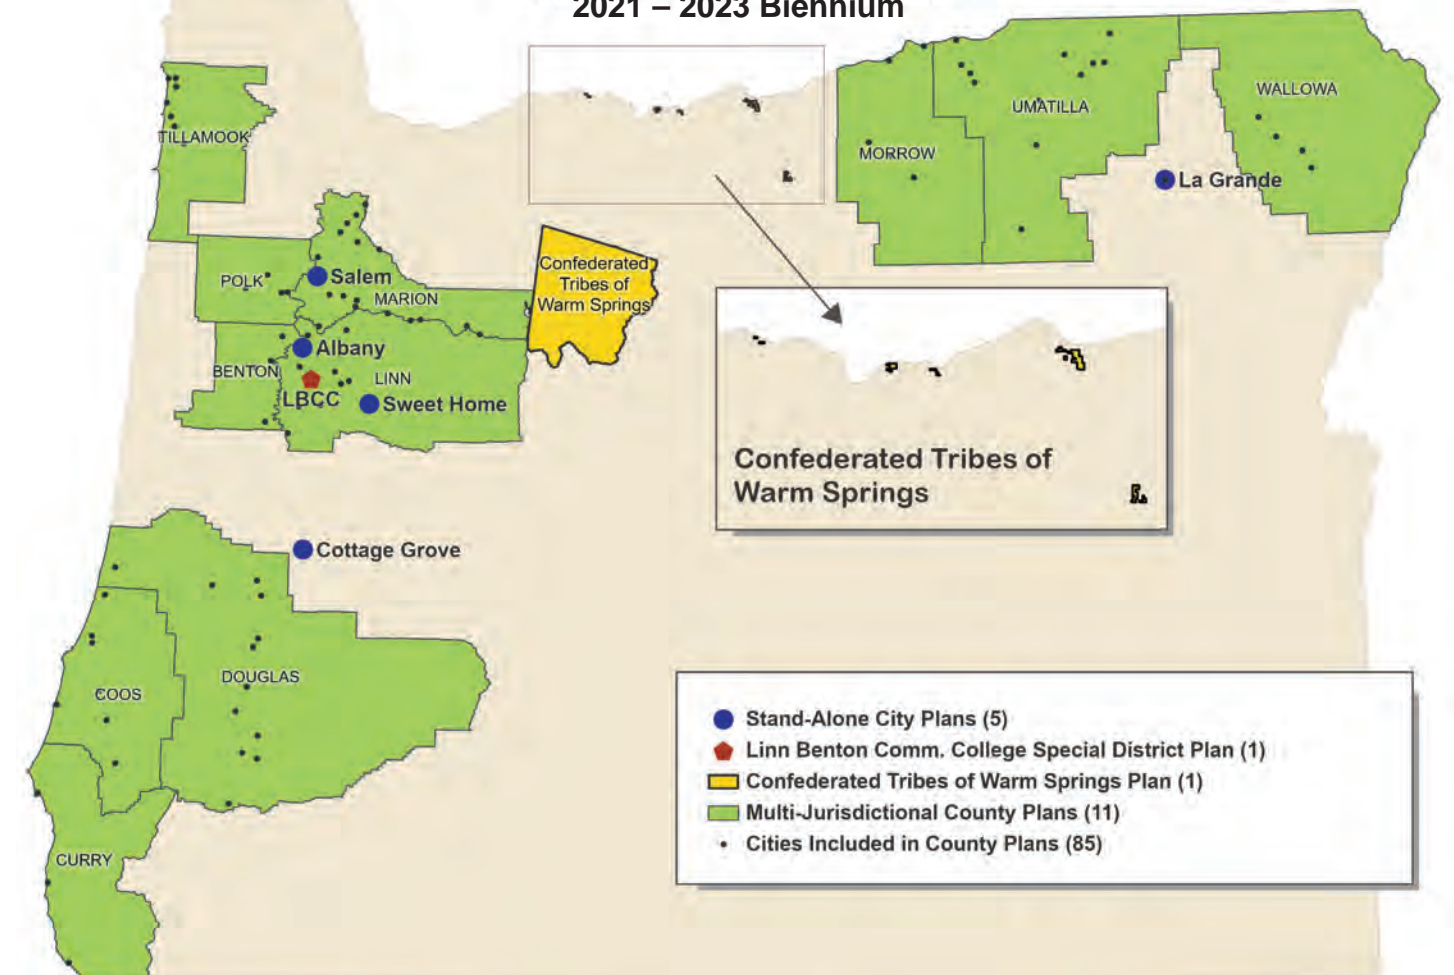 2021 – 2023 Biennium
TILLAMOOK
UMATILLA
WALLOWA
MORROW
La Grande
POLK
Salem
MARION
Confederated
Tribes of
Warm Springs
Albany
BENTON
LINN
LBCC
Sweet Home
Confederated Tribes of
Warm Springs
Cottage Grove
DOUGLAS
COOS
CURRY
Stand-Alone City Plans (5)
Linn Benton Comm. College Special District Plan (1)
Confederated Tribes of Warm Springs Plan (1)
Multi-Jurisdictional County Plans (11)
Cities Included in County Plans (85)